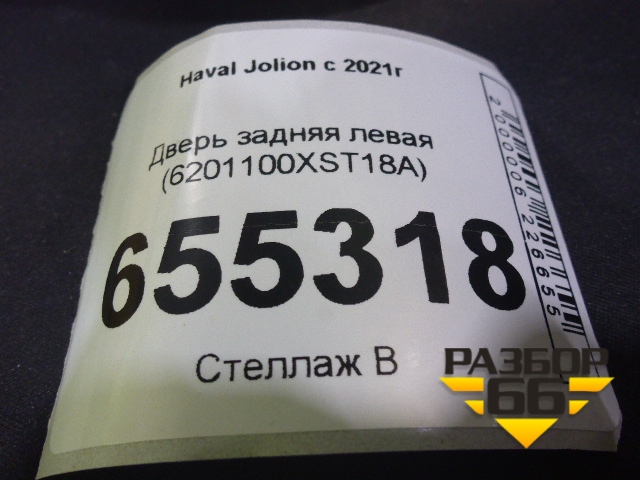 Haval Jolion с 2021г
Дверь задняя левая
(6201100XST18A)
655318
Стеллаж В
2000006226655
РАЗБОР
66